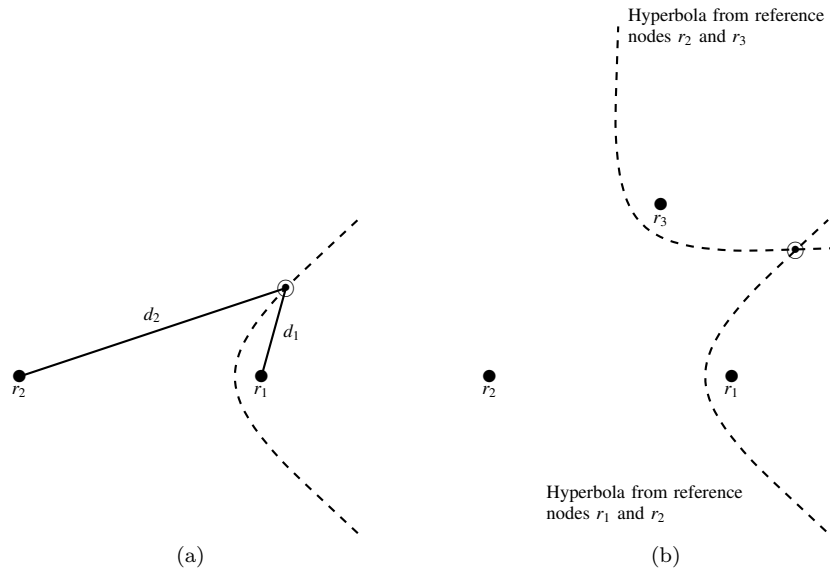 Hyperbola from reference
nodes r₂ and r₃
r₃
d₂
d₁
r₂
r₁
r₂
r₁
Hyperbola from reference
nodes r₁ and r₂
(a)
(b)